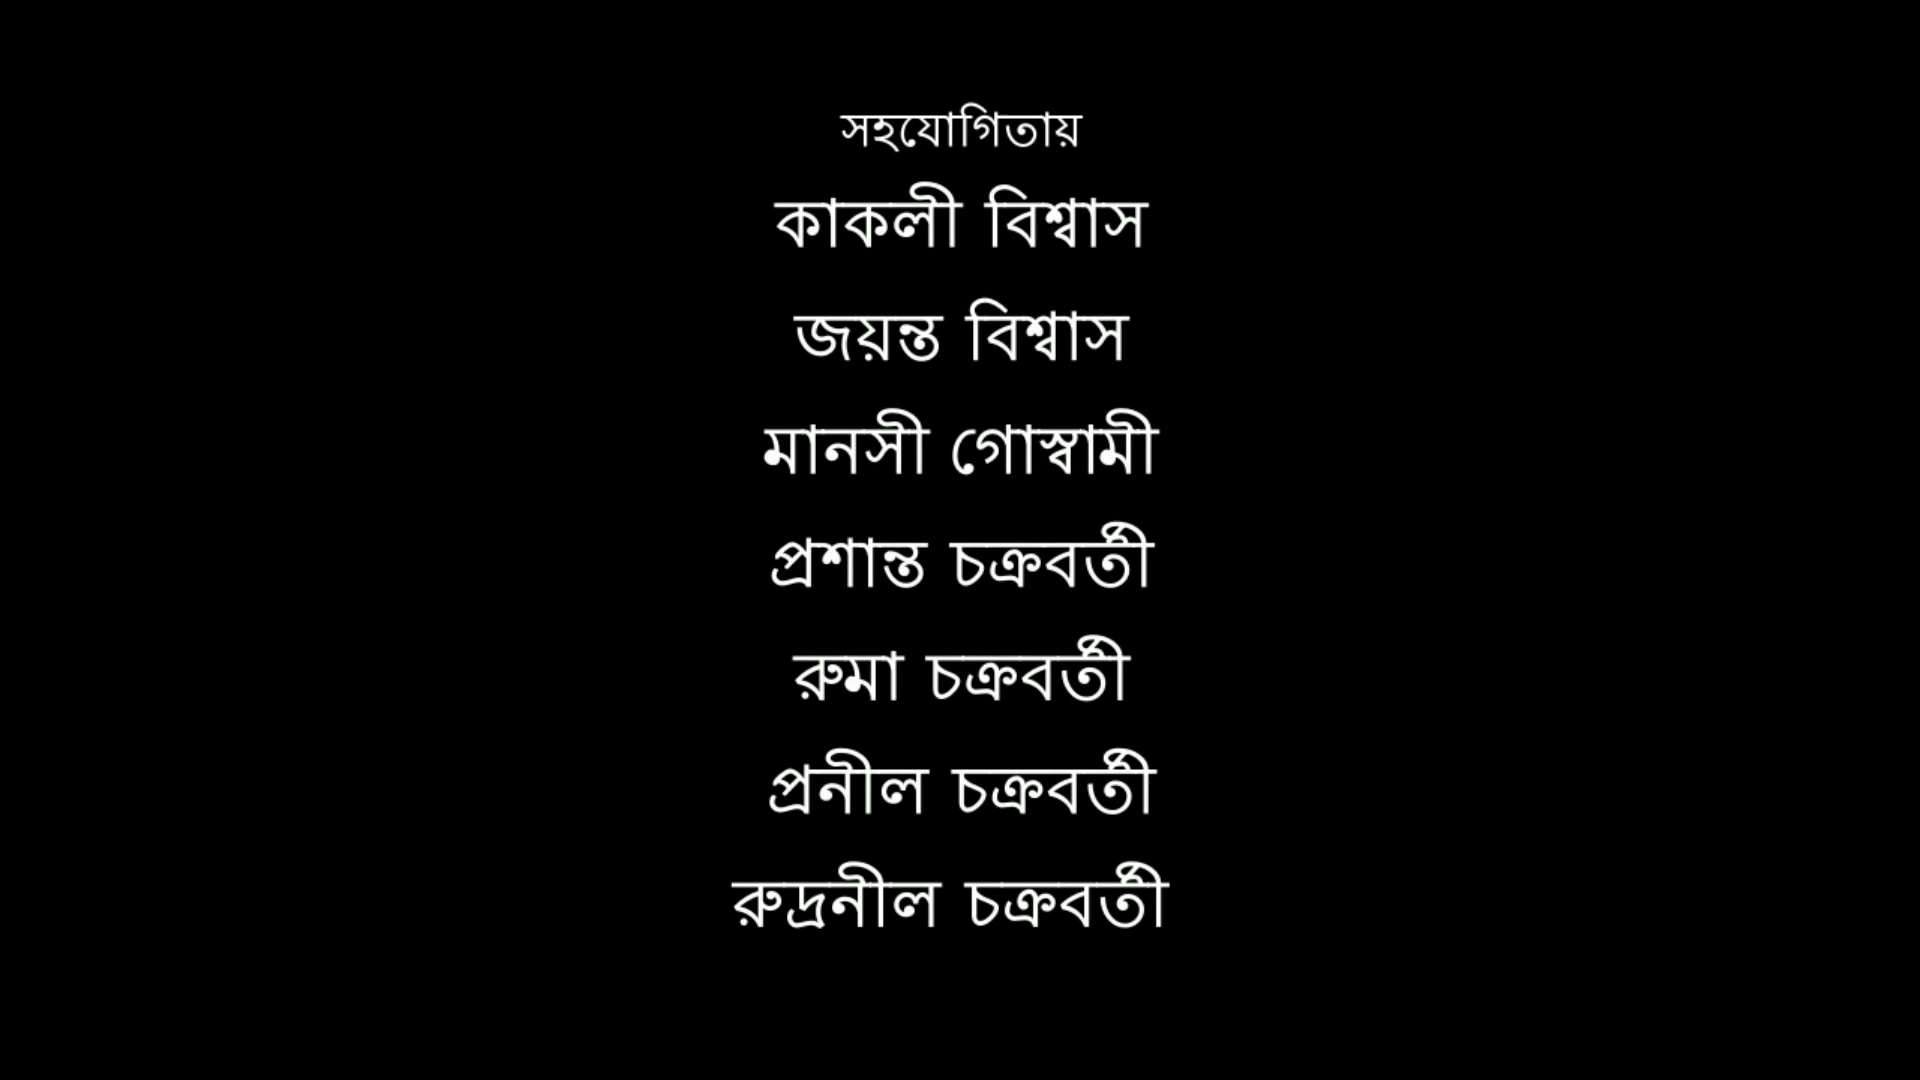 সহযোগিতায়
কাকলী বিশ্বাস
জয়ন্ত বিশ্বাস
মানসী গোস্বামী
প্রশান্ত চক্রবর্তী
রুমা চক্রবর্তী
প্রনীল চক্রবর্তী
রুদ্রনীল চক্রবর্তী